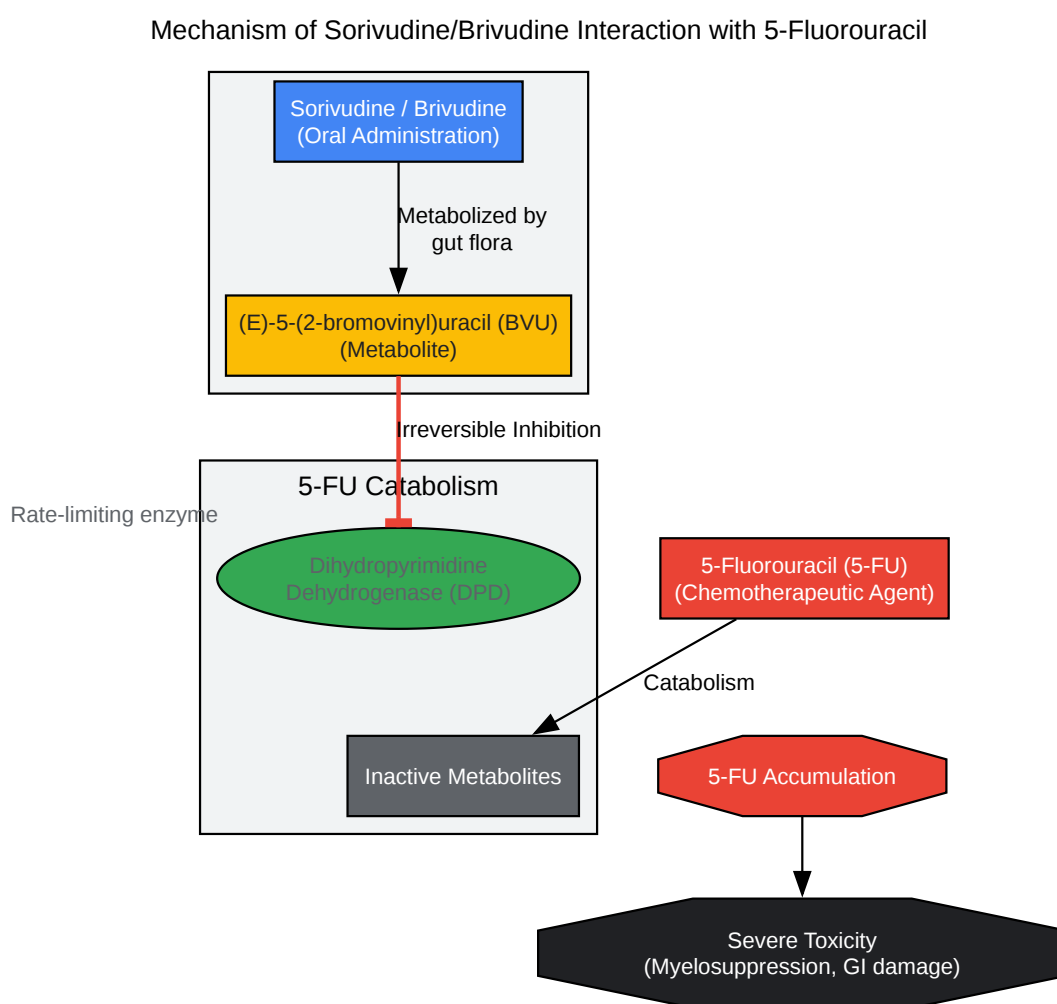 Mechanism of Sorivudine/Brivudine Interaction with 5-Fluorouracil
Sorivudine / Brivudine
(Oral Administration)
Metabolized by
gut flora
(E)-5-(2-bromovinyl)uracil (BVU)
(Metabolite)
Irreversible Inhibition
5-FU Catabolism
Rate-limiting enzyme
Dihydropyrimidine
Dehydrogenase (DPD)
5-Fluorouracil (5-FU)
(Chemotherapeutic Agent)
Catabolism
Inactive Metabolites
5-FU Accumulation
Severe Toxicity
(Myelosuppression, GI damage)